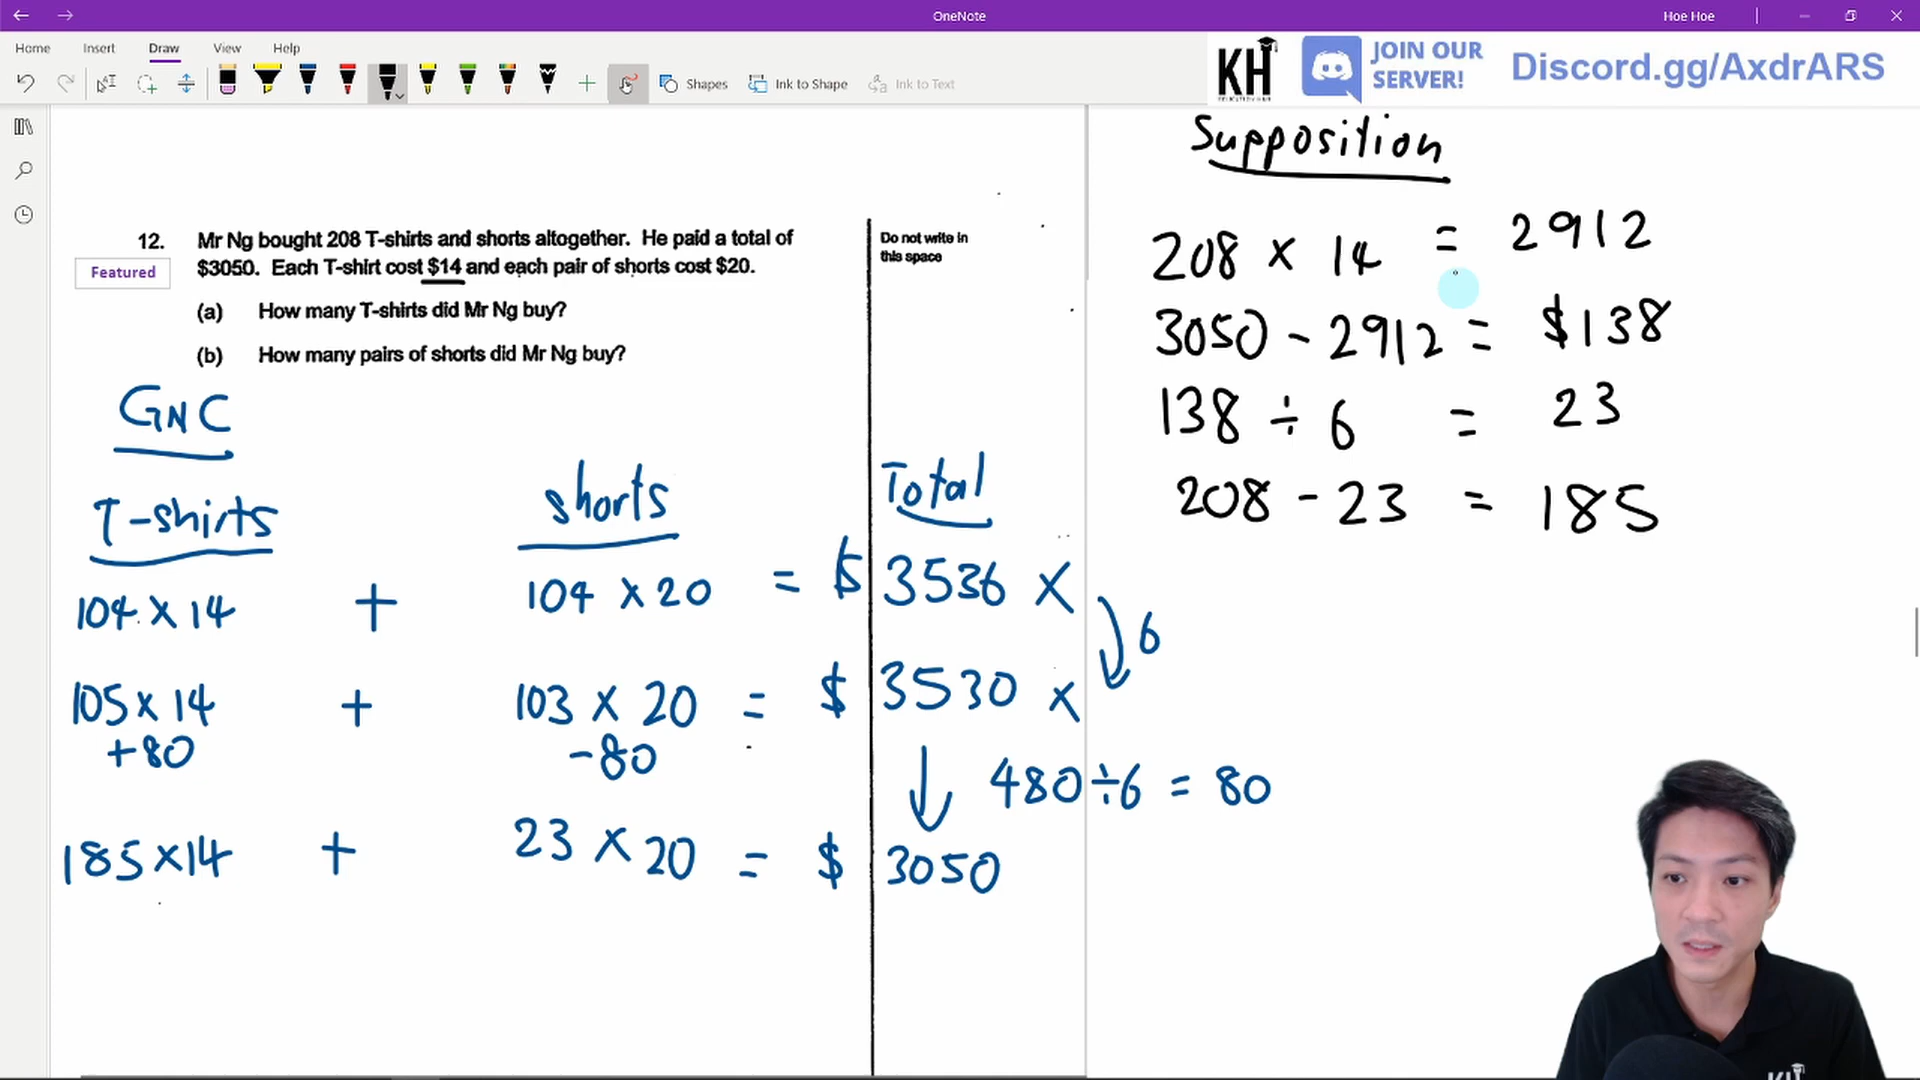 OneNote
Hoe Hoe
Home Insert Draw View Help
Shapes Ink to Shape Ink to Text
KH
JOIN OUR
SERVER!
Discord.gg/AxdrARS
12. Mr Ng bought 208 T-shirts and shorts altogether. He paid a total of
$3050. Each T-shirt cost $14 and each pair of shorts cost $20.
Featured
(a) How many T-shirts did Mr Ng buy?
(b) How many pairs of shorts did Mr Ng buy?
Do not write in
this space
GNC
T-shirts shorts Total
104 × 14 + 104 × 20 = $ 3536 ×
6
105 × 14 + 103 × 20 = $ 3530 ×
+80 -80
480 ÷ 6 = 80
185 × 14 + 23 × 20 = $ 3050
Supposition
208 × 14 = 2912
3050 - 2912 = $138
138 ÷ 6 = 23
208 - 23 = 185
KH